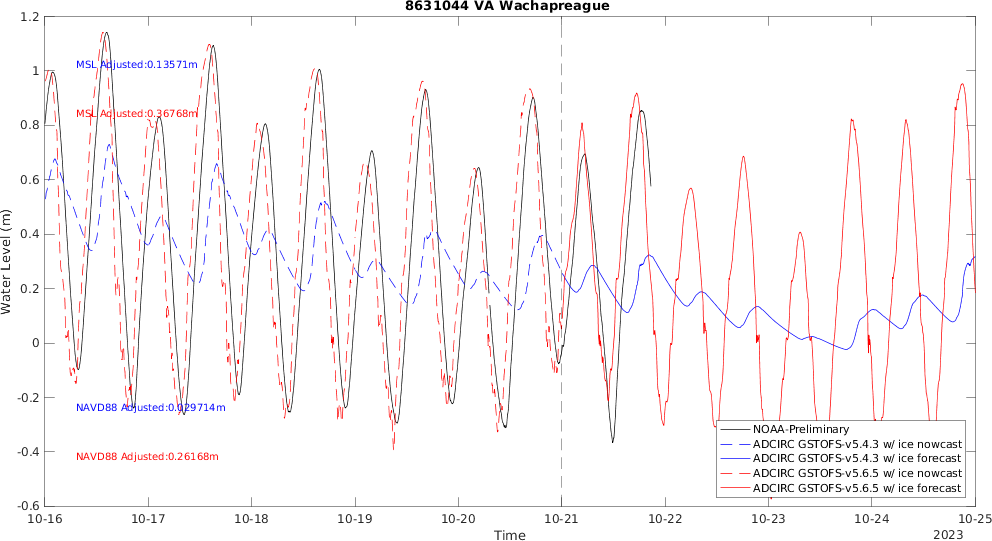 8631044 VA Wachapreague
1.2
1
0.8
0.6
0.4
0.2
0
-0.2
-0.4
-0.6
Water Level (m)
MSL Adjusted:0.13571m
MSL Adjusted:0.36768m
NAVD88 Adjusted:0.029714m
NAVD88 Adjusted:0.26168m
NOAA-Preliminary
ADCIRC GSTOFS-v5.4.3 w/ ice nowcast
ADCIRC GSTOFS-v5.4.3 w/ ice forecast
ADCIRC GSTOFS-v5.6.5 w/ ice nowcast
ADCIRC GSTOFS-v5.6.5 w/ ice forecast
10-16 10-17 10-18 10-19 10-20 10-21 10-22 10-23 10-24 10-25
Time
2023